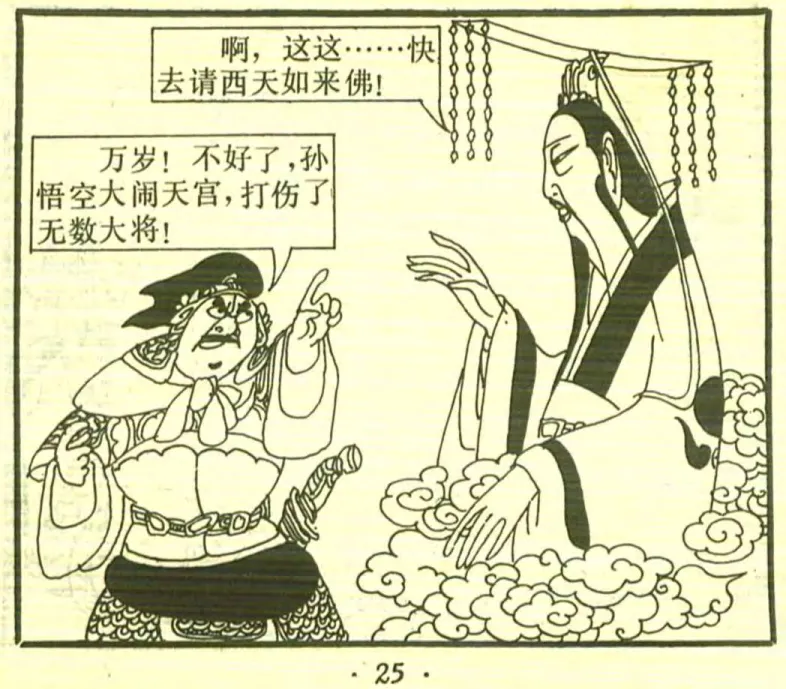 啊，这这……快
去请西天如来佛！
万岁！不好了，孙
悟空大闹天宫，打伤了
无数大将！
· 25 ·